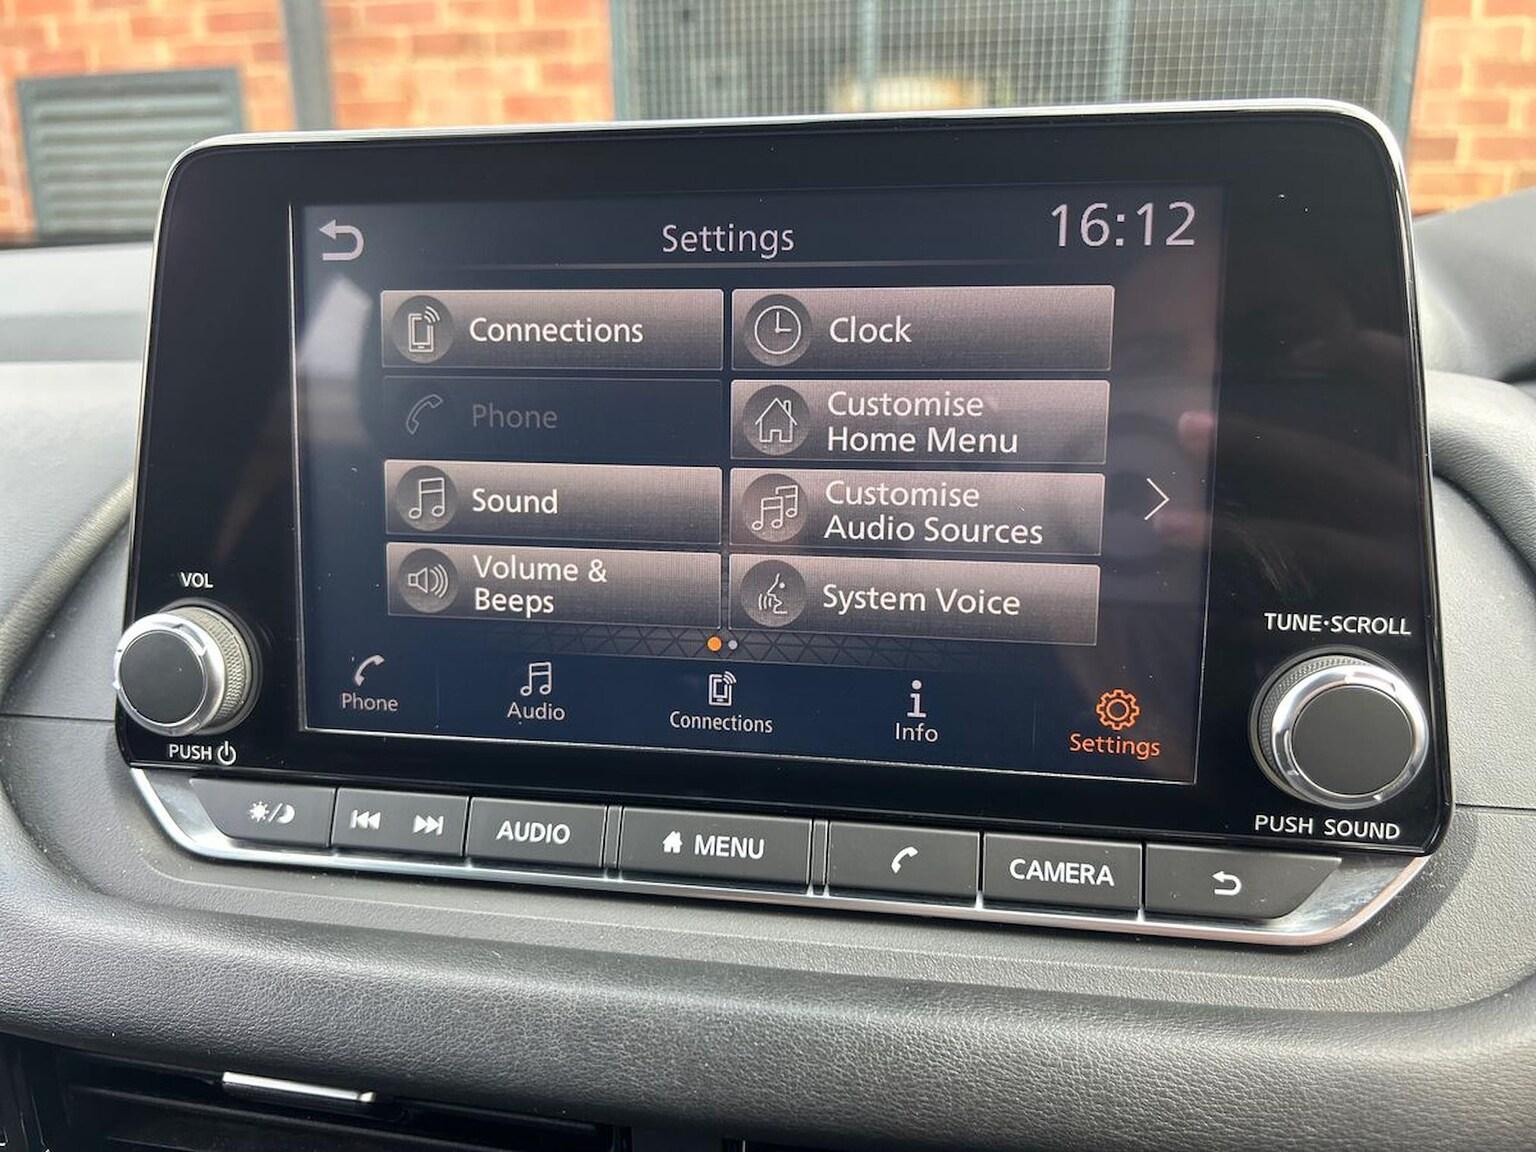 Settings
16:12
Connections
Clock
Phone
Customise
Home Menu
Sound
Customise
Audio Sources
Volume &
Beeps
System Voice
Phone
Audio
Connections
Info
Settings
VOL
PUSH
TUNE·SCROLL
PUSH SOUND
AUDIO
MENU
CAMERA